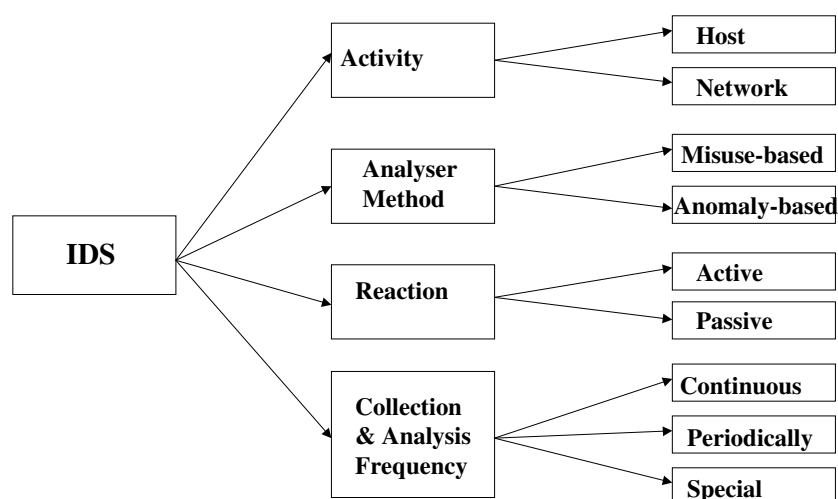 IDS
Activity
Host
Network
Analyser
Method
Misuse-based
Anomaly-based
Reaction
Active
Passive
Collection
& Analysis
Frequency
Continuous
Periodically
Special